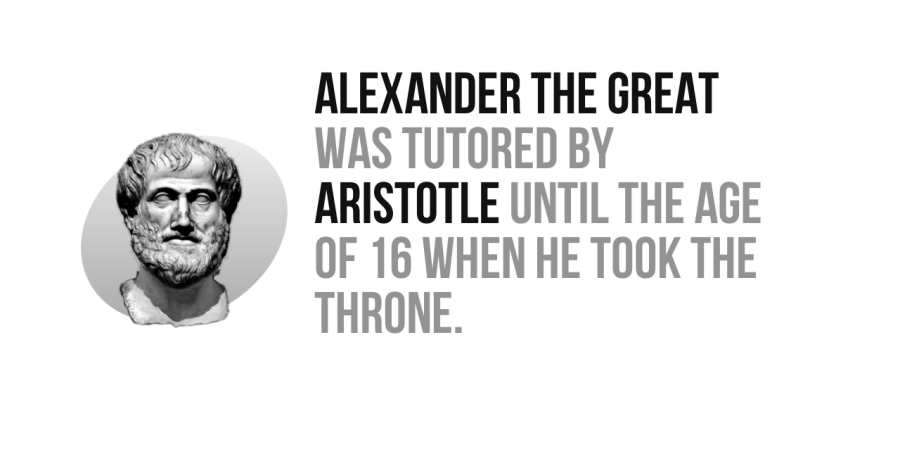 ALEXANDER THE GREAT
WAS TUTORED BY
ARISTOTLE UNTIL THE AGE
OF 16 WHEN HE TOOK THE
THRONE.